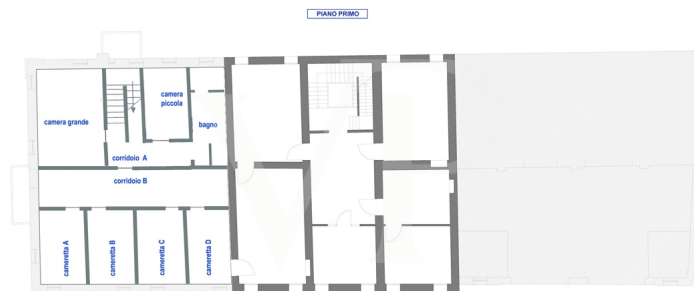 PIANO PRIMO
camera
piccola
camera grande
bagno
corridoio A
corridoio B
cameretta A
cameretta B
cameretta C
cameretta D